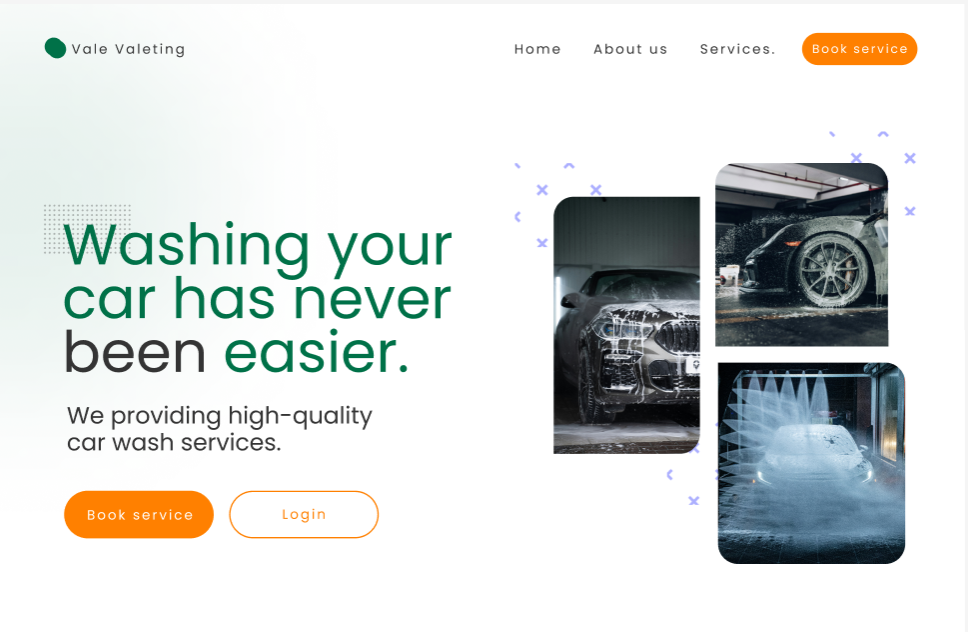 Vale Valeting
Home
About us
Services.
Book service
Washing your
car has never
been easier.
We providing high-quality
car wash services.
Book service
Login